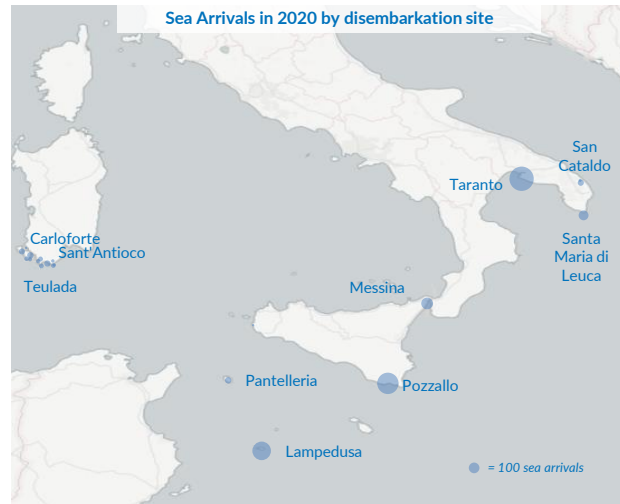 Sea Arrivals in 2020 by disembarkation site
San
Cataldo
Taranto
Carloforte
Sant'Antioco
Santa
Maria di
Leuca
Teulada
Messina
Pantelleria
Pozzallo
Lampedusa
= 100 sea arrivals